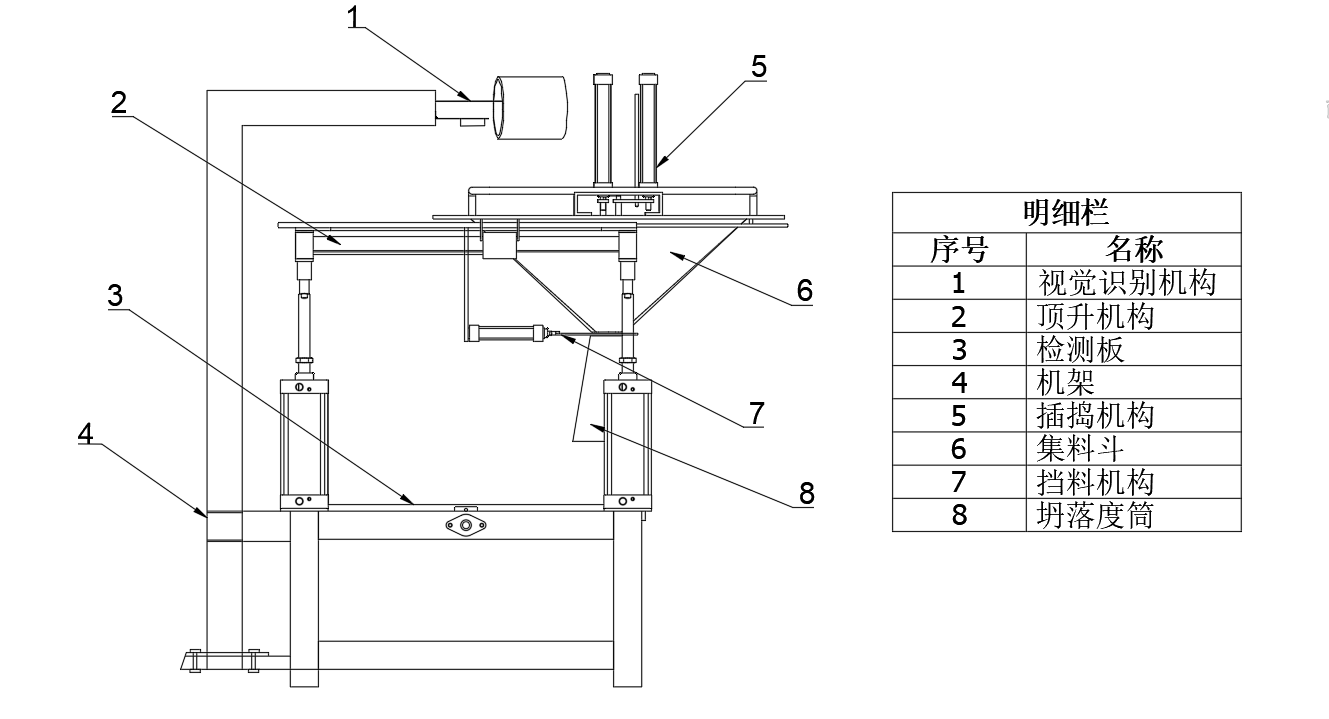 1
2
5
3
6
4
7
8
明细栏
序号 名称
1 视觉识别机构
2 顶升机构
3 检测板
4 机架
5 插捣机构
6 集料斗
7 挡料机构
8 坍落度筒